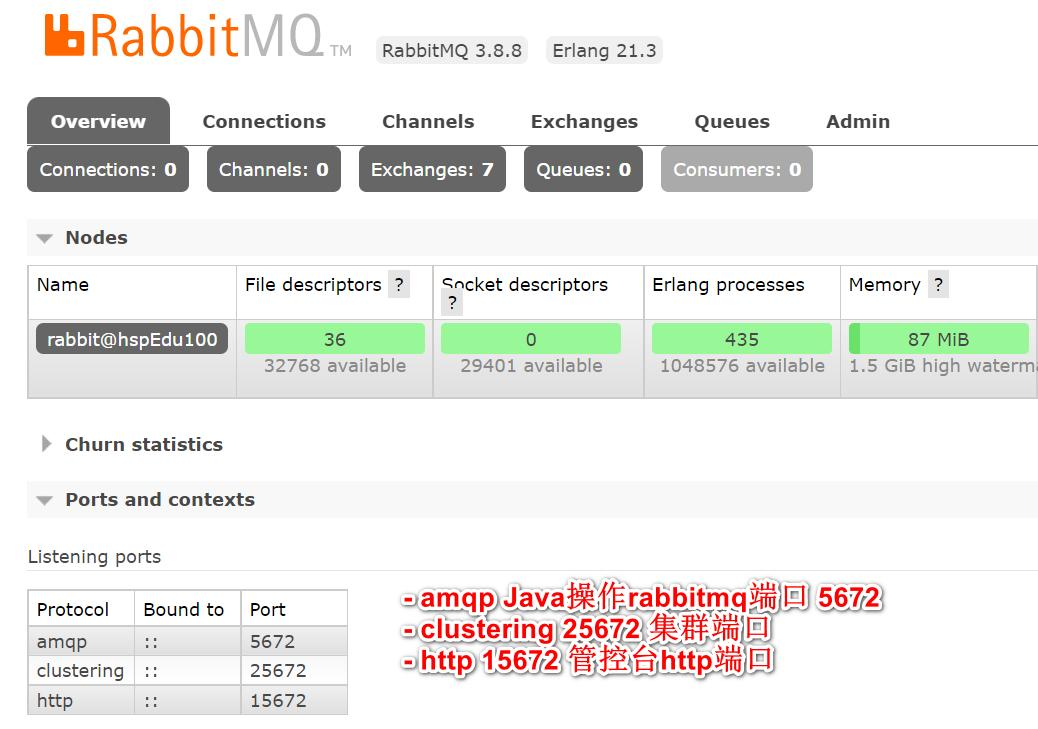 RabbitMQ TM RabbitMQ 3.8.8 Erlang 21.3
Overview Connections Channels Exchanges Queues Admin
Connections: 0 Channels: 0 Exchanges: 7 Queues: 0 Consumers: 0
Nodes
Name File descriptors ? Socket descriptors ? Erlang processes Memory ?
rabbit@hspEdu100 36 0 435 87 MiB
32768 available 29401 available 1048576 available 1.5 GiB high waterma
Churn statistics
Ports and contexts
Listening ports
Protocol Bound to Port
amqp :: 5672
clustering :: 25672
http :: 15672
- amqp Java操作rabbitmq端口 5672
- clustering 25672 集群端口
- http 15672 管控台http端口